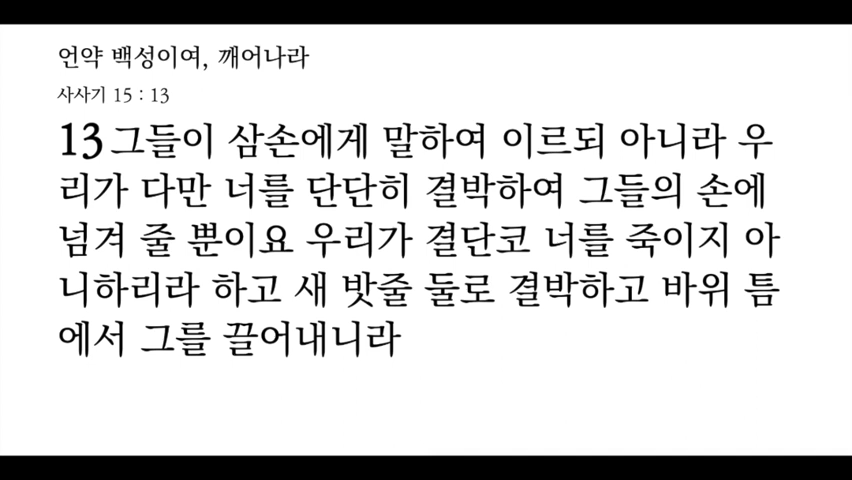 언약 백성이여, 깨어나라
사사기 15 : 13
13 그들이 삼손에게 말하여 이르되 아니라 우
리가 다만 너를 단단히 결박하여 그들의 손에
넘겨 줄 뿐이요 우리가 결단코 너를 죽이지 아
니하리라 하고 새 밧줄 둘로 결박하고 바위 틈
에서 그를 끌어내니라